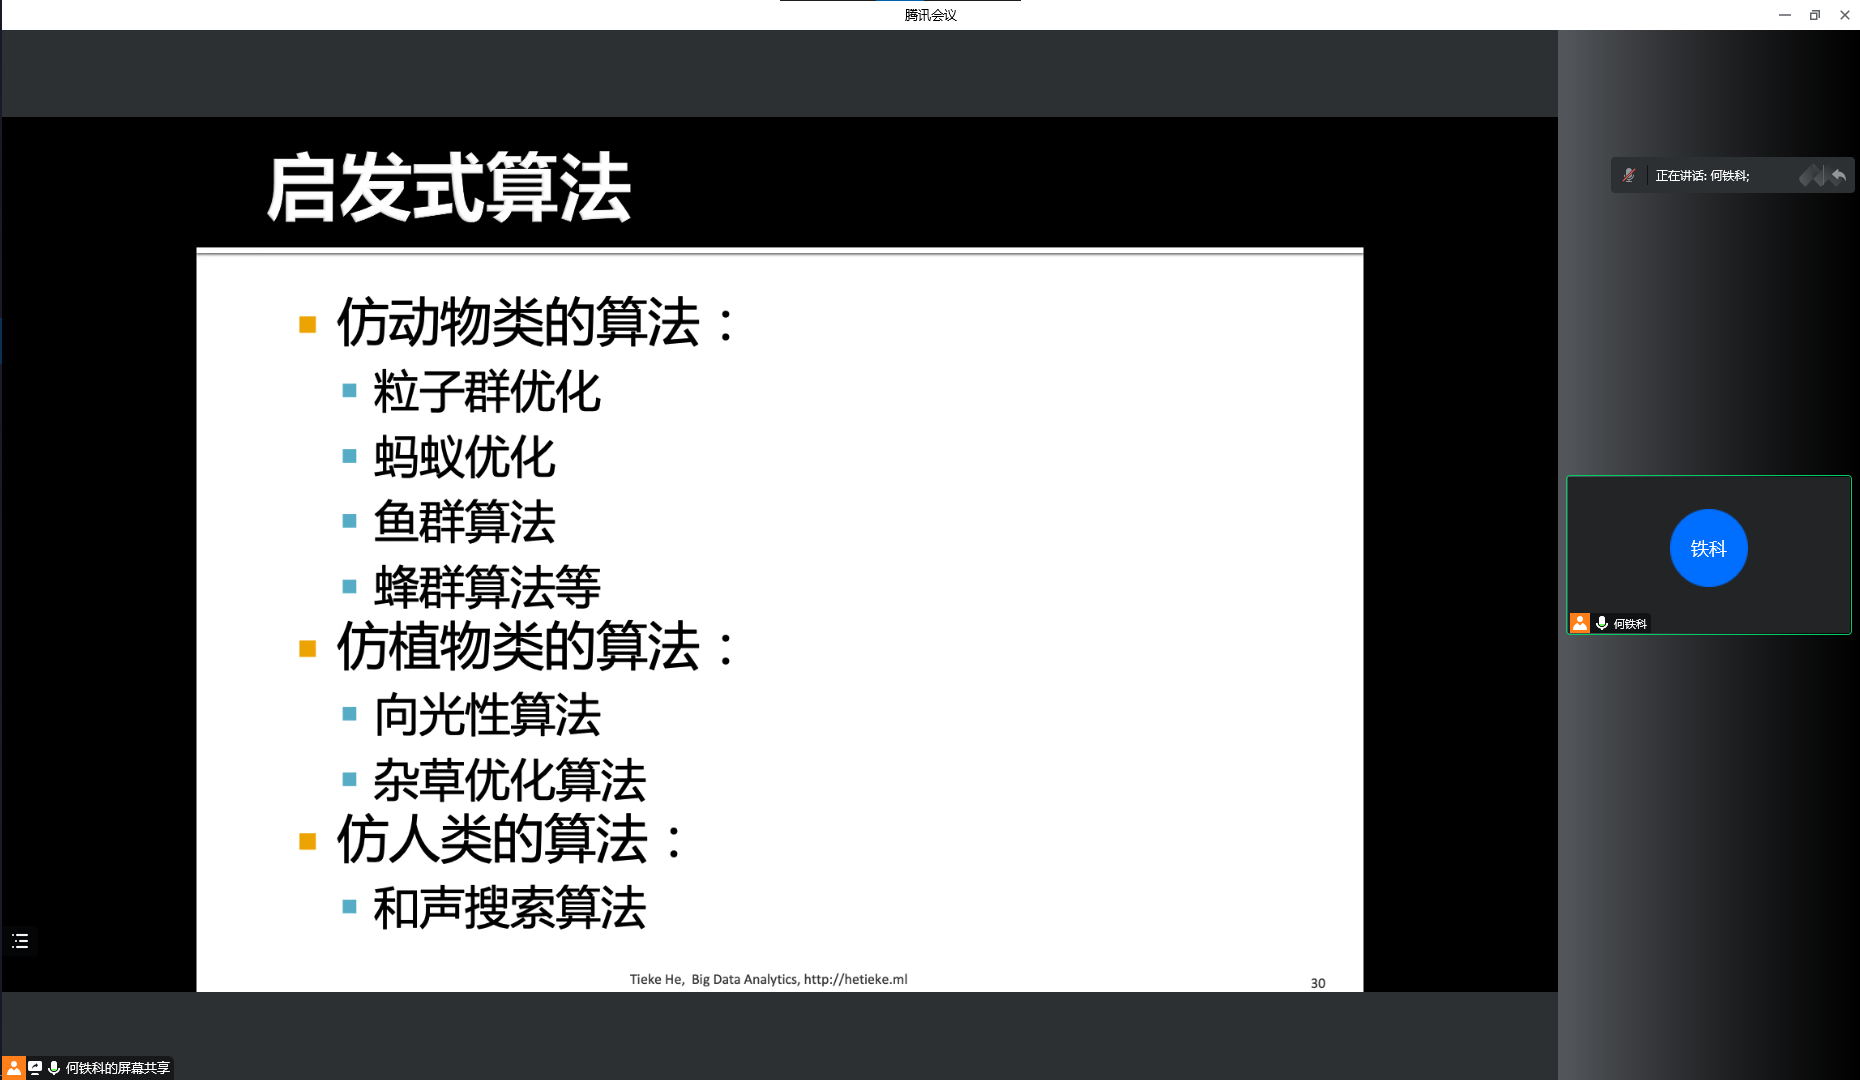 腾讯会议
启发式算法
仿动物类的算法：
粒子群优化
蚂蚁优化
鱼群算法
蜂群算法等
仿植物类的算法：
向光性算法
杂草优化算法
仿人类的算法：
和声搜索算法
Tieke He, Big Data Analytics, http://hetieke.ml
30
正在讲话: 何铁科;
铁科
何铁科
何铁科的屏幕共享